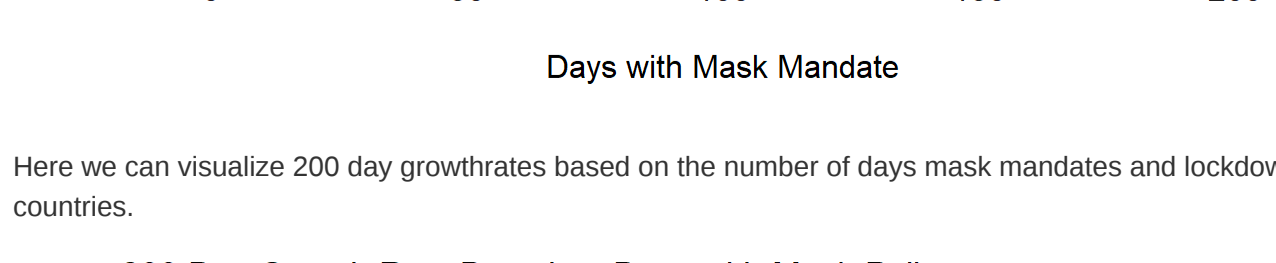 Days with Mask Mandate
Here we can visualize 200 day growthrates based on the number of days mask mandates and
countries.